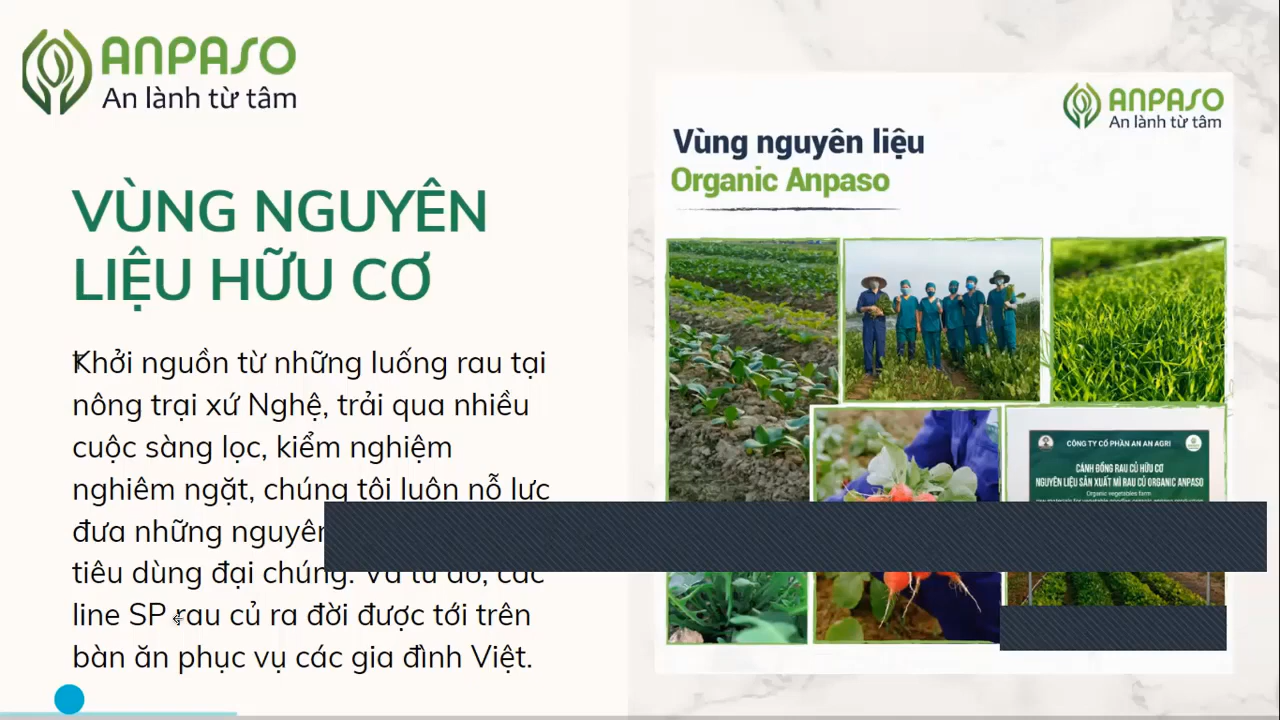 ANPASO
An lành từ tâm
VÙNG NGUYÊN
LIỆU HỮU CƠ
Khởi nguồn từ những luống rau tại
nông trại xứ Nghệ, trải qua nhiều
cuộc sàng lọc, kiểm nghiệm
nghiêm ngặt, chúng tôi luôn nỗ lực
đưa những nguyên
tiêu dùng đại chúng. Và từ đó, các
line SP rau củ ra đời được tới trên
bàn ăn phục vụ các gia đình Việt.
ANPASO
An lành từ tâm
Vùng nguyên liệu
Organic Anpaso
CÔNG TY CỔ PHẦN AN AN AGRI
CÁNH ĐỒNG RAU CỦ HỮU CƠ
NGUYÊN LIỆU SẢN XUẤT MÌ RAU CỦ ORGANIC ANPASO
Organic vegetables farm